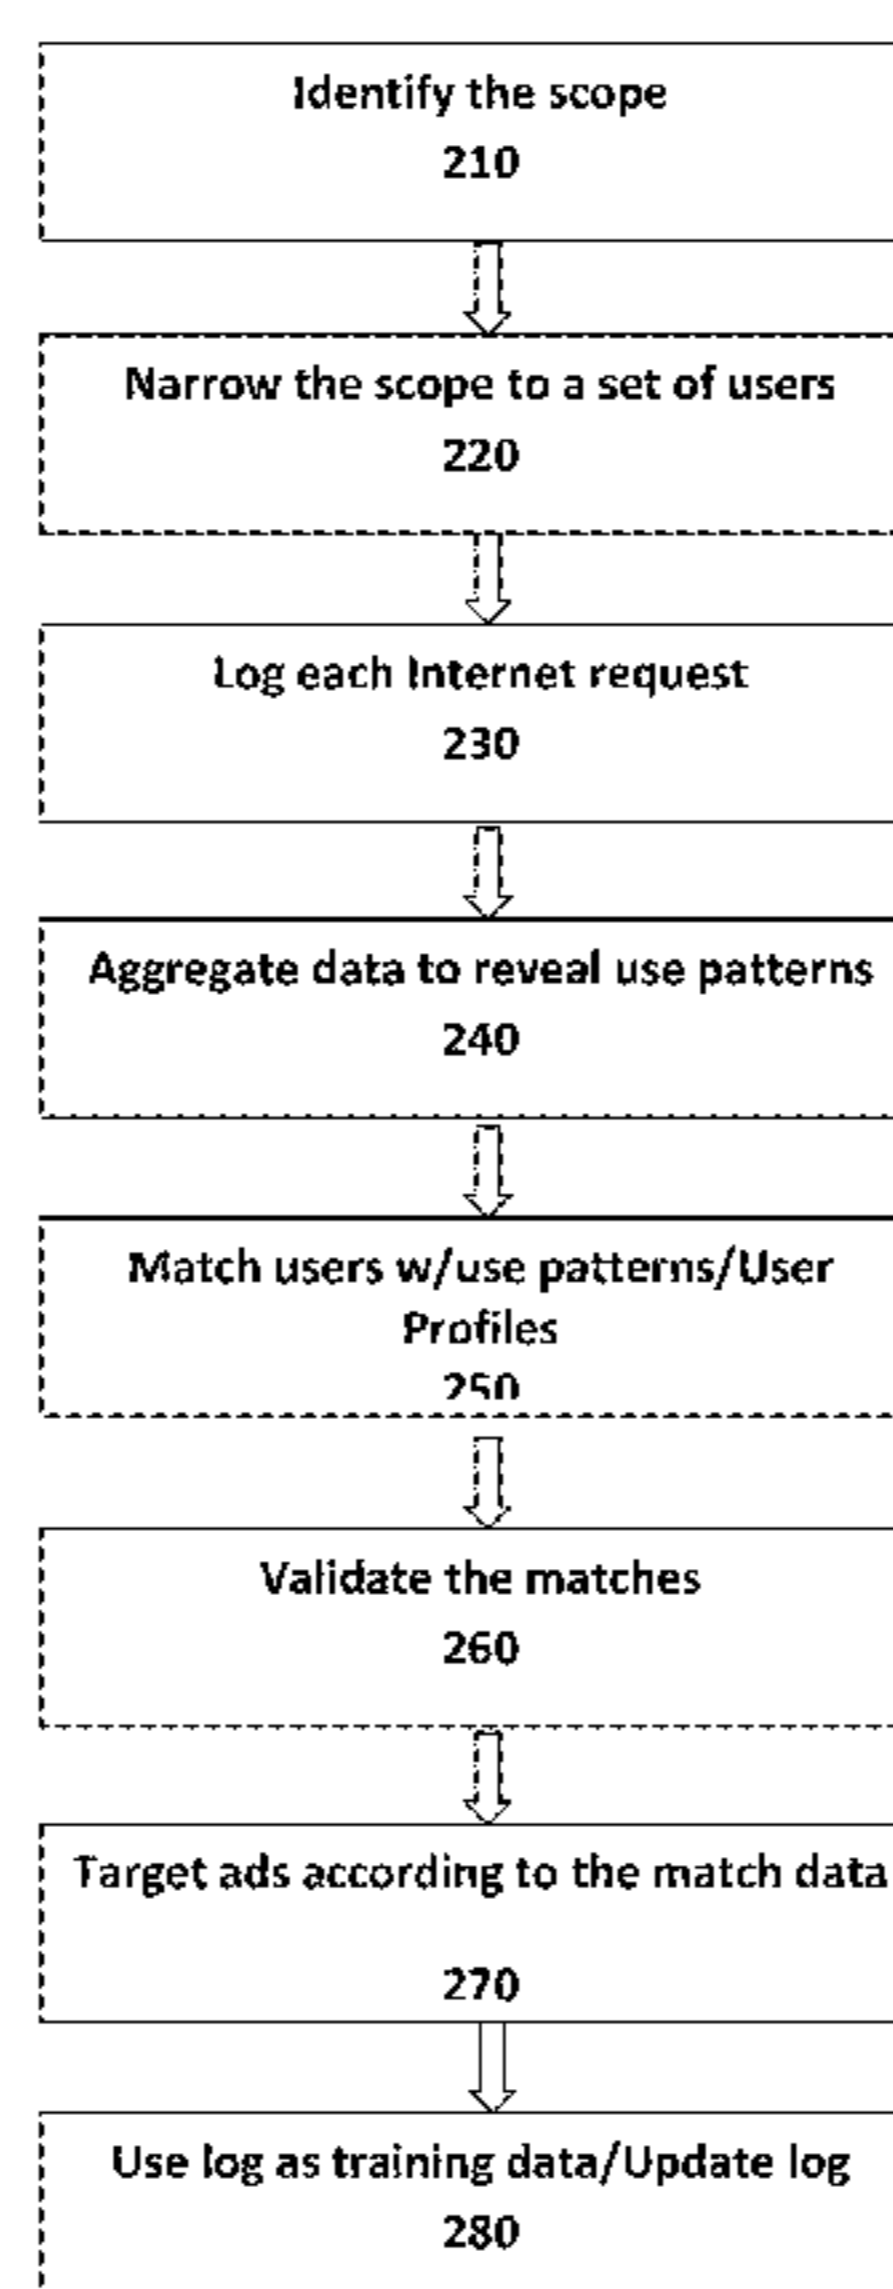 Identify the scope
210
Narrow the scope to a set of users
220
Log each Internet request
230
Aggregate data to reveal use patterns
240
Match users w/use patterns/User
Profiles
250
Validate the matches
260
Target ads according to the match data
270
Use log as training data/Update log
280